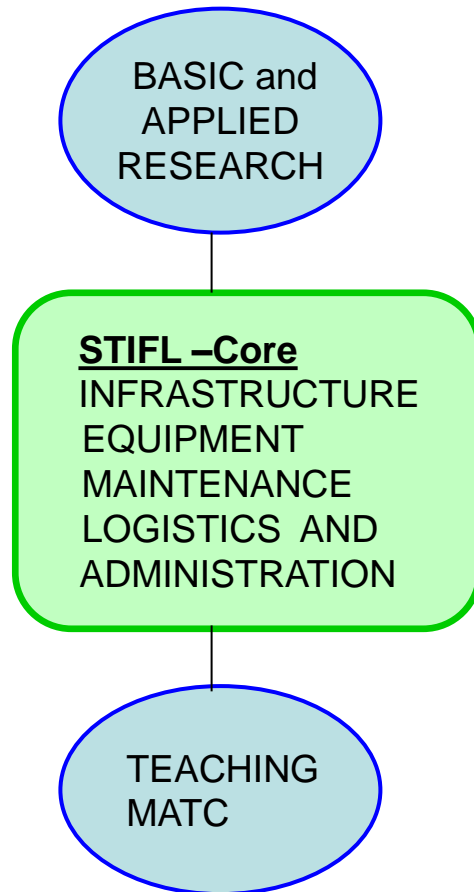 BASIC and
APPLIED
RESEARCH
STIFL –Core
INFRASTRUCTURE
EQUIPMENT
MAINTENANCE
LOGISTICS AND
ADMINISTRATION
TEACHING
MATC